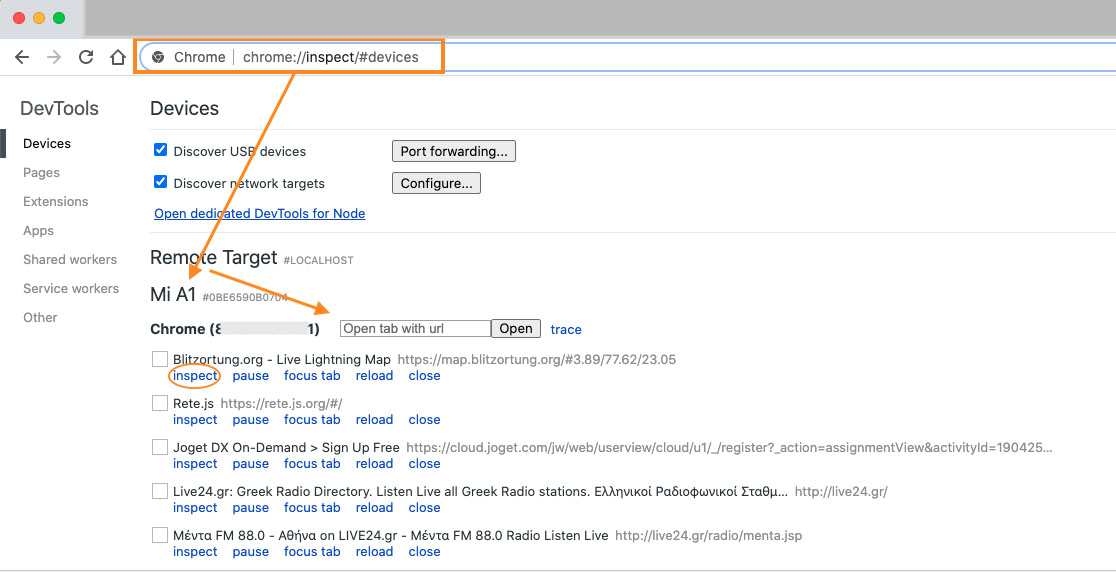 Chrome | chrome://inspect/#devices
DevTools
Devices
Pages
Extensions
Apps
Shared workers
Service workers
Other
Devices
Discover USB devices Port forwarding...
Discover network targets Configure...
Open dedicated DevTools for Node
Remote Target #LOCALHOST
Mi A1 #0BE6590B0704
Chrome (8 1) Open tab with url Open trace
Blitzortung.org - Live Lightning Map https://map.blitzortung.org/#3.89/77.62/23.05
inspect pause focus tab reload close
Rete.js https://rete.js.org/#/
inspect pause focus tab reload close
Joget DX On-Demand > Sign Up Free https://cloud.joget.com/jw/web/userview/cloud/u1/_/register?_action=assignmentView&activityId=190425...
inspect pause focus tab reload close
Live24.gr: Greek Radio Directory. Listen Live all Greek Radio stations. Ελληνικοί Ραδιοφωνικοί Σταθμ... http://live24.gr/
inspect pause focus tab reload close
Μέντα FM 88.0 - Αθήνα on LIVE24.gr - Μέντα FM 88.0 Radio Listen Live http://live24.gr/radio/menta.jsp
inspect pause focus tab reload close